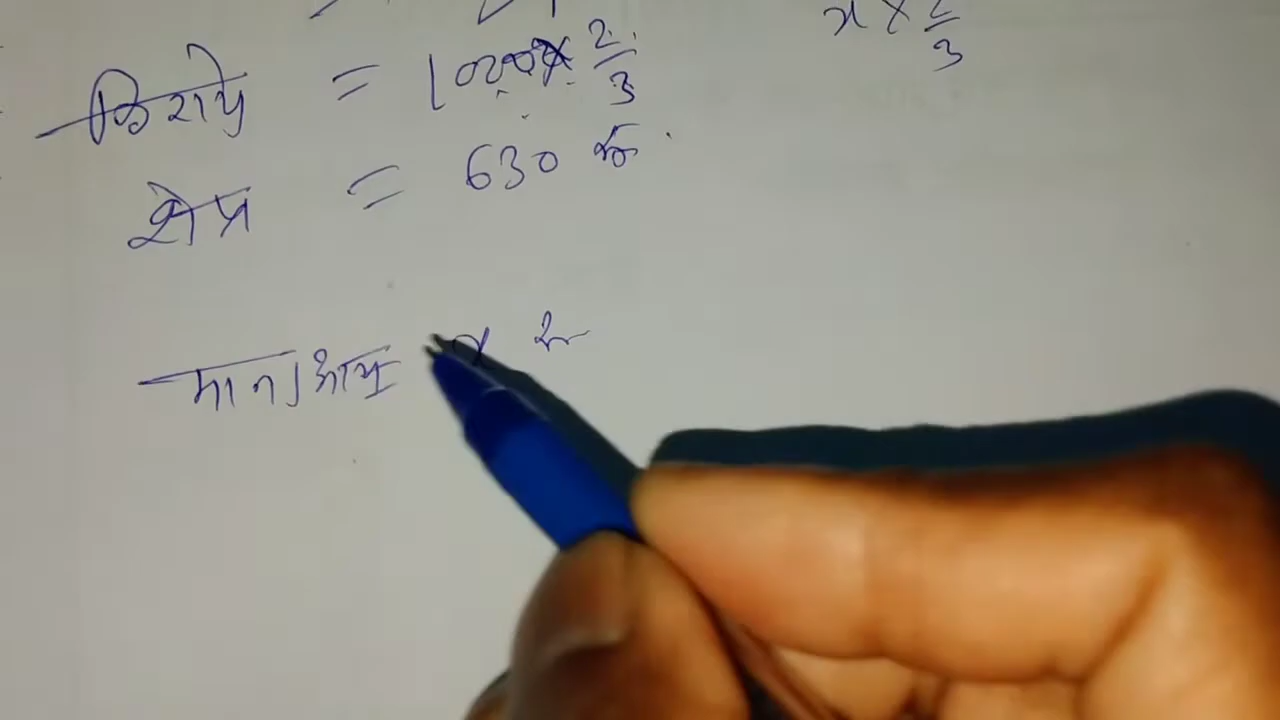 x × 2/3
किराये = 1000 × 2/3
शेष = 630 रु.
माना आय x रु